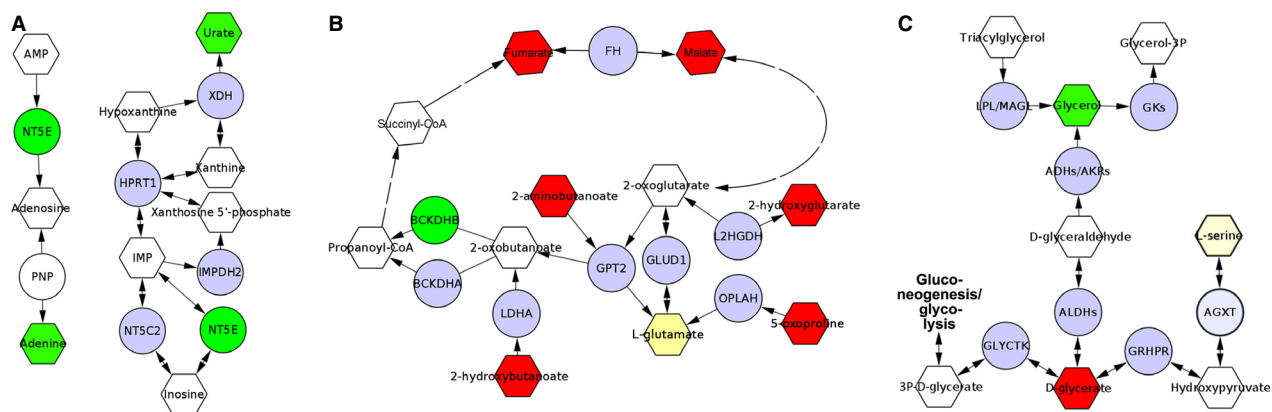 A
AMP
NT5E
Adenosine
PNP
Adenine
Urate
XDH
Hypoxanthine
Xanthine
HPRT1
Xanthosine 5'-phosphate
IMP
IMPDH2
NT5C2
NT5E
Inosine
B
Fumarate
FH
Malate
Succinyl-CoA
2-aminobutanoate
2-oxoglutarate
2-hydroxyglutarate
BCKDHB
Propanoyl-CoA
2-oxobutanoate
L2HGDH
GPT2
GLUD1
BCKDHA
OPLAH
LDHA
L-glutamate
5-oxoproline
2-hydroxybutanoate
C
Triacylglycerol
Glycerol-3P
LPL/MAGL
Glycerol
GKs
ADHs/AKRs
D-glyceraldehyde
L-serine
Gluco-
neogenesis/
glyco-
lysis
ALDHs
AGXT
GLYCTK
GRHPR
3P-D-glycerate
D-glycerate
Hydroxypyruvate